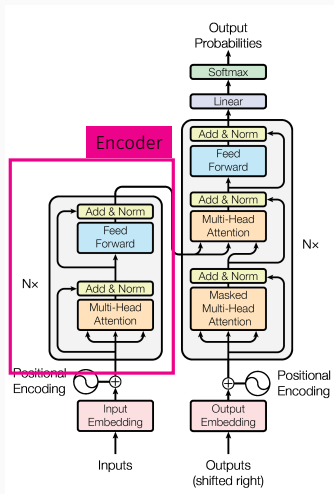 Output
Probabilities
Softmax
Linear
Add & Norm
Feed
Forward
Add & Norm
Multi-Head
Attention
Nx
Add & Norm
Masked
Multi-Head
Attention
Positional
Encoding
Output
Embedding
Outputs
(shifted right)
Encoder
Add & Norm
Feed
Forward
Nx
Add & Norm
Multi-Head
Attention
Positional
Encoding
Input
Embedding
Inputs